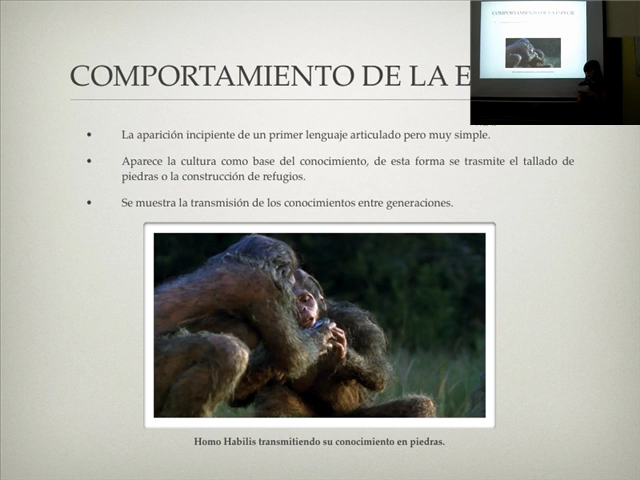 COMPORTAMIENTO DE LA E
• La aparición incipiente de un primer lenguaje articulado pero muy simple.
• Aparece la cultura como base del conocimiento, de esta forma se trasmite el tallado de
piedras o la construcción de refugios.
• Se muestra la transmisión de los conocimientos entre generaciones.
Homo Habilis transmitiendo su conocimiento en piedras.